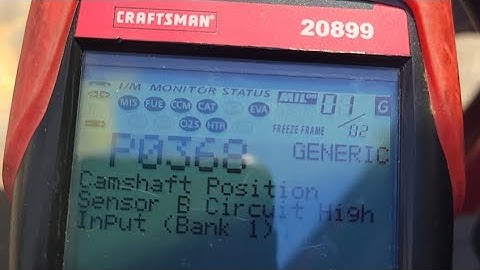 CRAFTSMAN
20899
I/M MONITOR STATUS
MIS FUE CCM CAT EVA
O2S HTR
MIL ON 01 G
FREEZE FRAME /02
P0368 GENERIC
Camshaft Position
Sensor B Circuit High
Input (Bank 1)